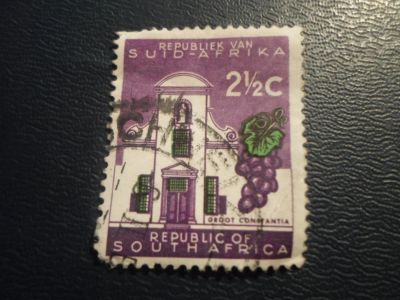 REPUBLIEK VAN
SUID-AFRIKA
2½C
GROOT CONSTANTIA
REPUBLIC OF
SOUTH AFRICA